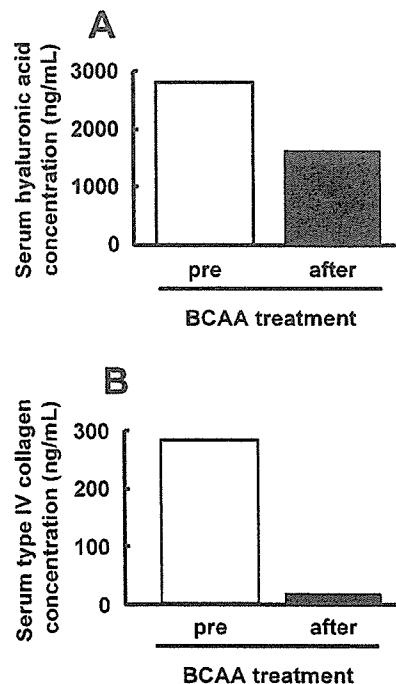 A
Serum hyaluronic acid
concentration (ng/mL)
3000
2000
1000
0
pre after
BCAA treatment
B
Serum type IV collagen
concentration (ng/mL)
300
200
100
0
pre after
BCAA treatment